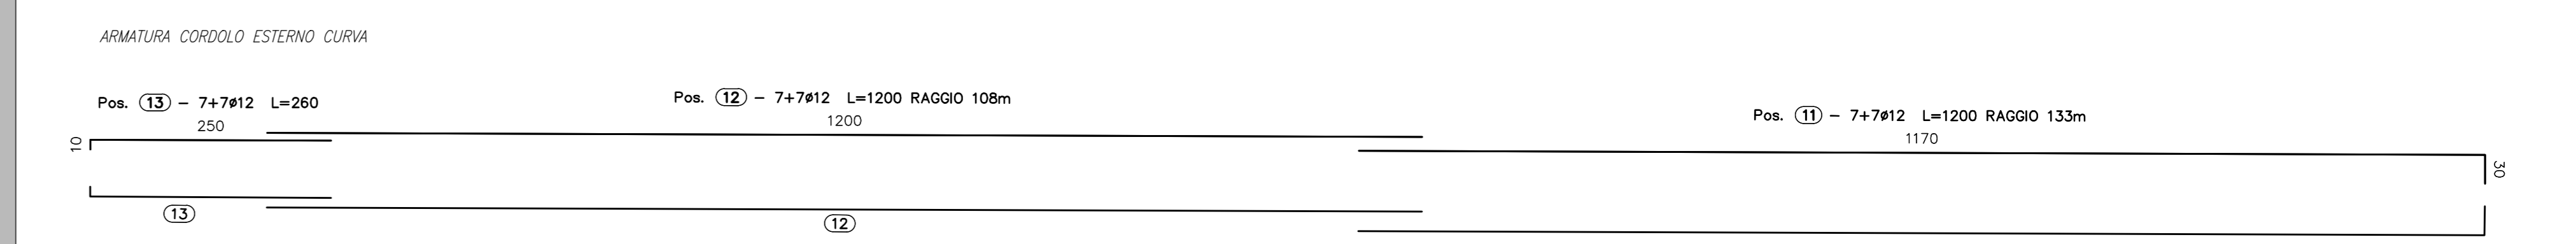 ARMATURA CORDOLO ESTERNO CURVA
Pos. 13 – 7+7ø12 L=260
250
10
13
Pos. 12 – 7+7ø12 L=1200 RAGGIO 108m
1200
12
Pos. 11 – 7+7ø12 L=1200 RAGGIO 133m
1170
30